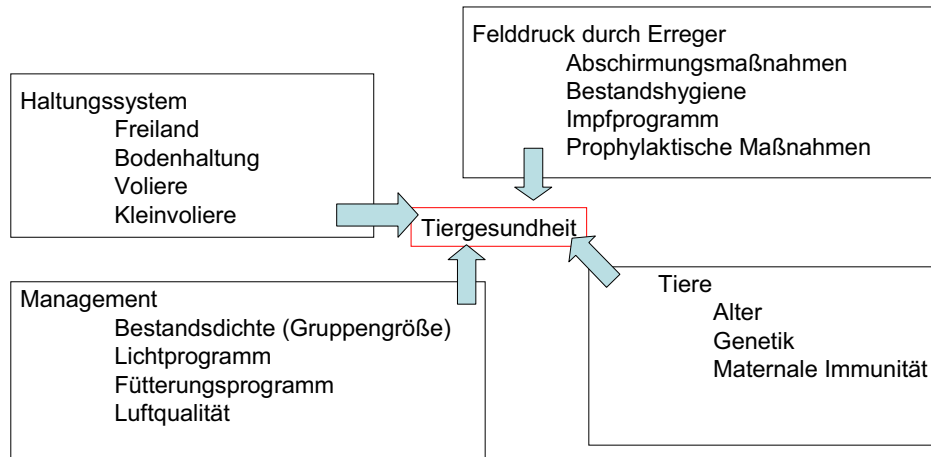 Haltungssystem
Freiland
Bodenhaltung
Voliere
Kleinvoliere
Felddruck durch Erreger
Abschirmungsmaßnahmen
Bestandshygiene
Impfprogramm
Prophylaktische Maßnahmen
Tiergesundheit
Management
Bestandsdichte (Gruppengröße)
Lichtprogramm
Fütterungsprogramm
Luftqualität
Tiere
Alter
Genetik
Maternale Immunität